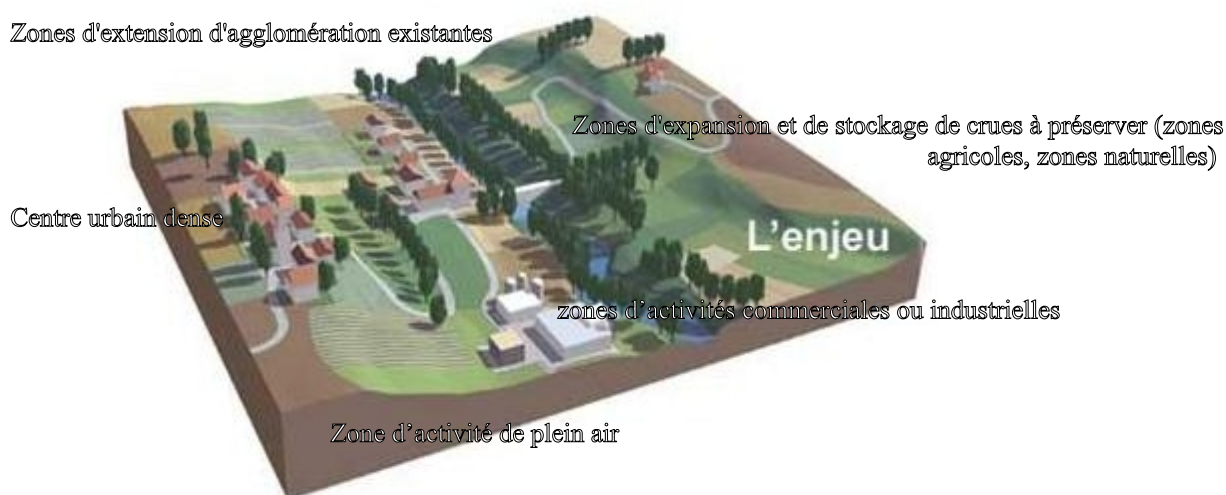 Zones d'extension d'agglomération existantes
Zones d'expansion et de stockage de crues à préserver (zones
agricoles, zones naturelles)
Centre urbain dense
L'enjeu
zones d’activités commerciales ou industrielles
Zone d’activité de plein air